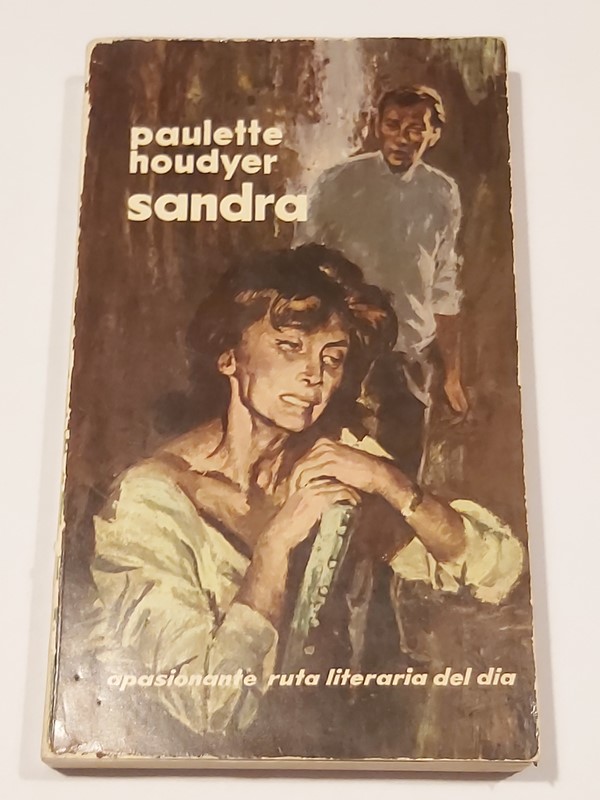 paulette
houdyer
sandra
apasionante ruta literaria del dia